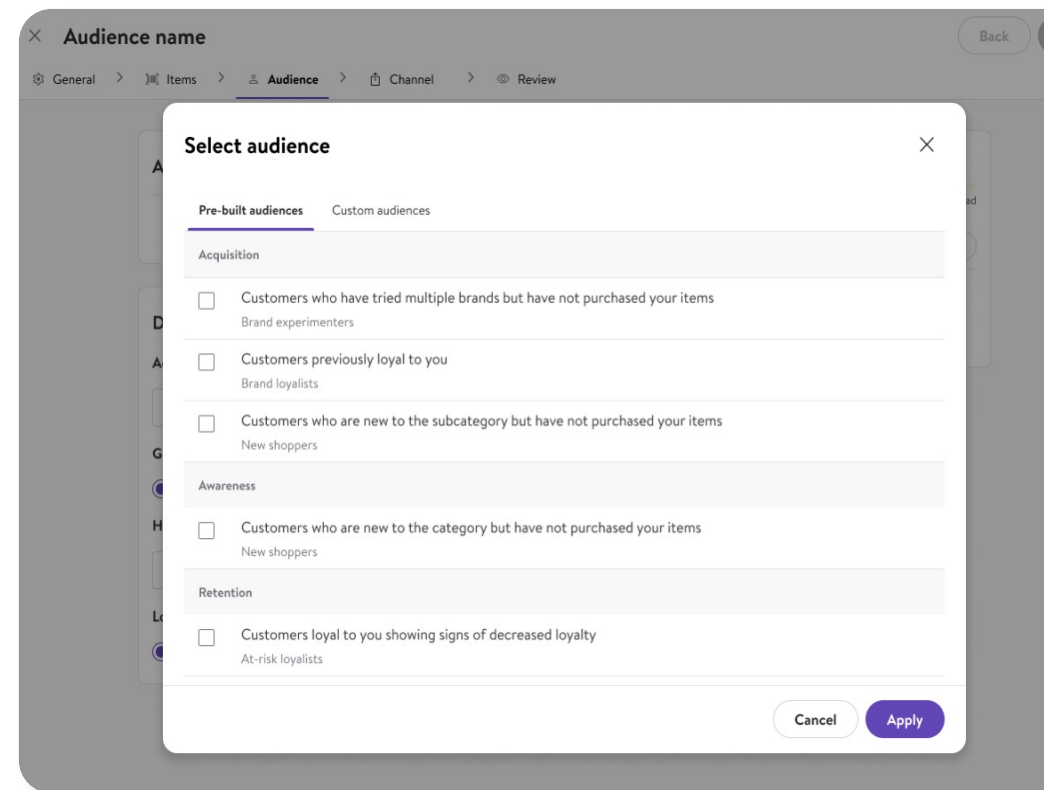 Audience name
Back
General
Items
Audience
Channel
Review
Select audience
Pre-built audiences
Custom audiences
Acquisition
Customers who have tried multiple brands but have not purchased your items
Brand experimenters
Customers previously loyal to you
Brand loyalists
Customers who are new to the subcategory but have not purchased your items
New shoppers
Awareness
Customers who are new to the category but have not purchased your items
New shoppers
Retention
Customers loyal to you showing signs of decreased loyalty
At-risk loyalists
Cancel
Apply